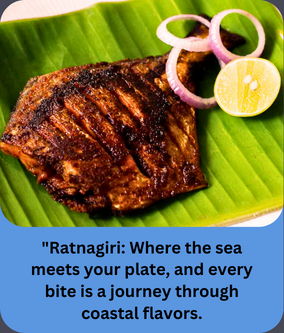 "Ratnagiri: Where the sea
meets your plate, and every
bite is a journey through
coastal flavors.